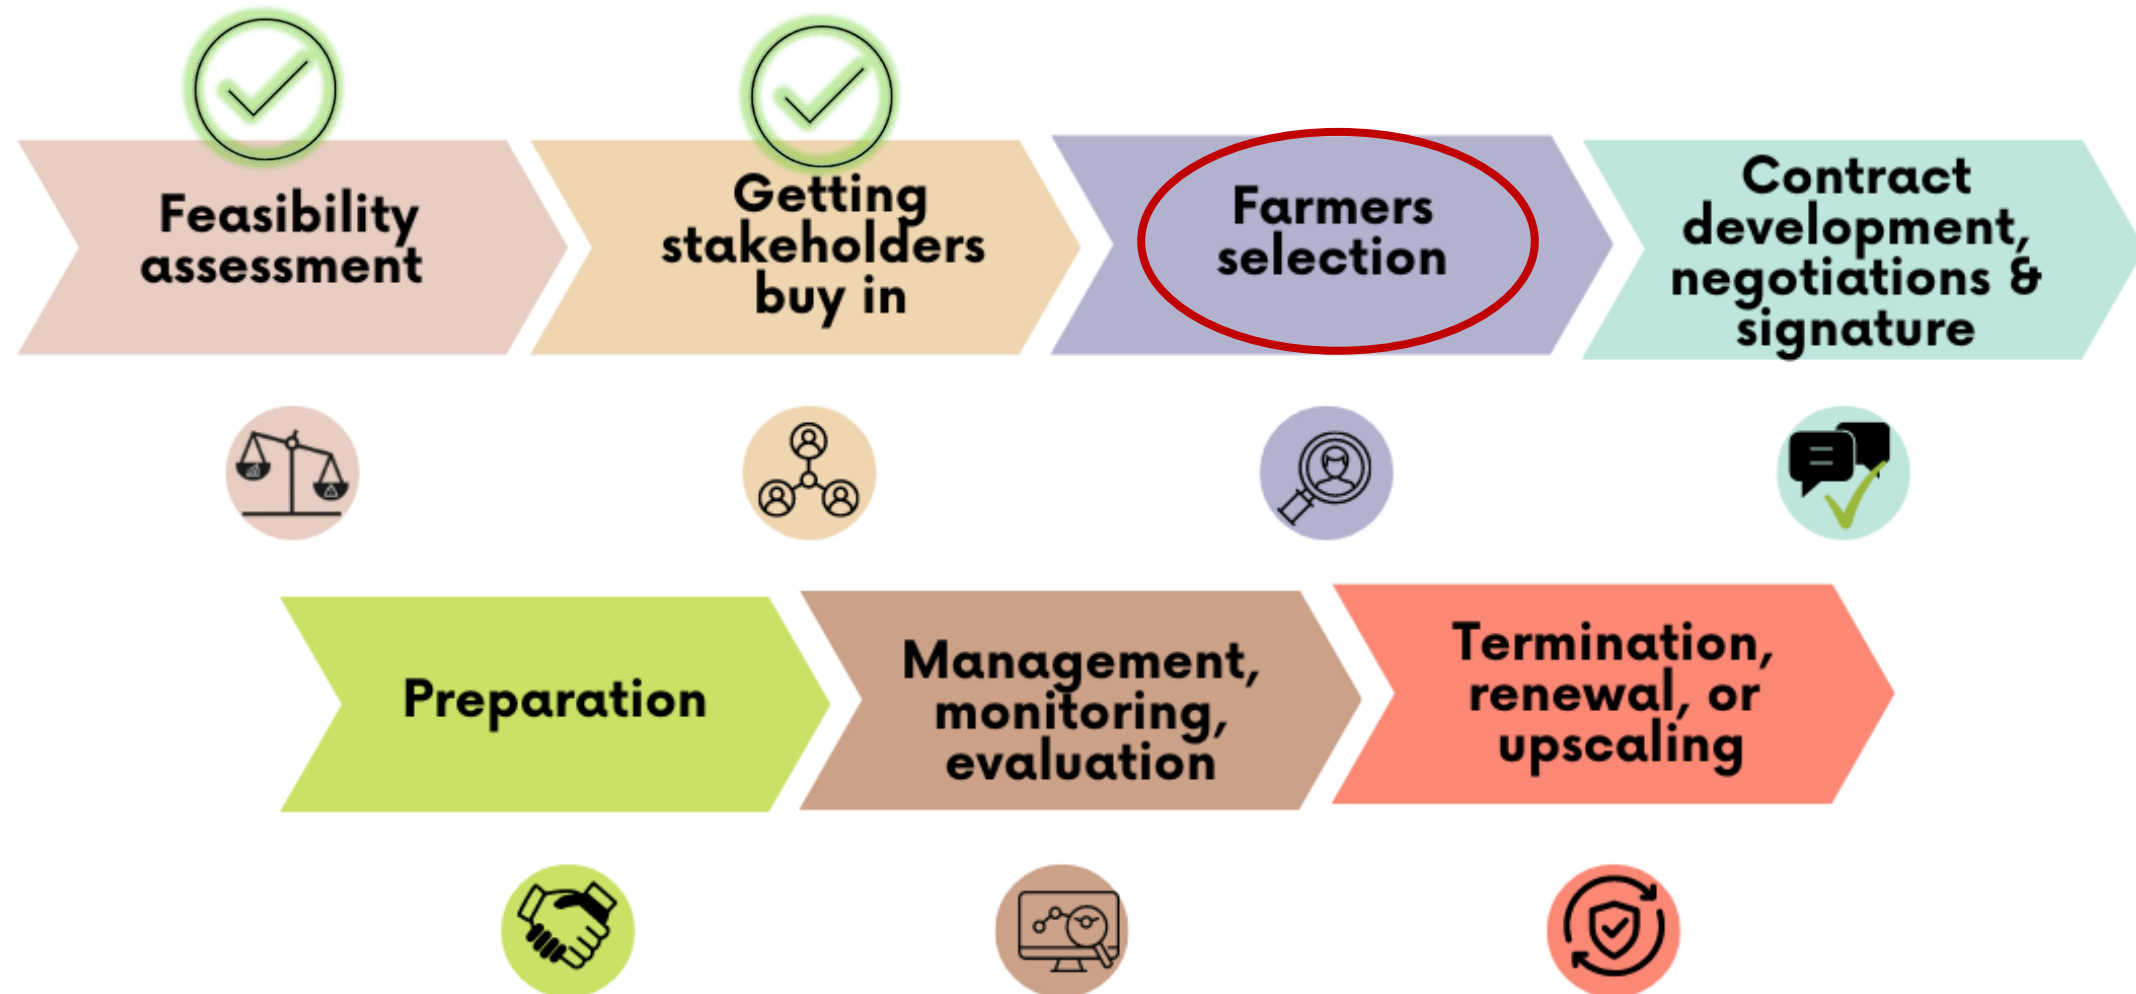 Feasibility
assessment
Getting
stakeholders
buy in
Farmers
selection
Contract
development,
negotiations &
signature
Preparation
Management,
monitoring,
evaluation
Termination,
renewal, or
upscaling